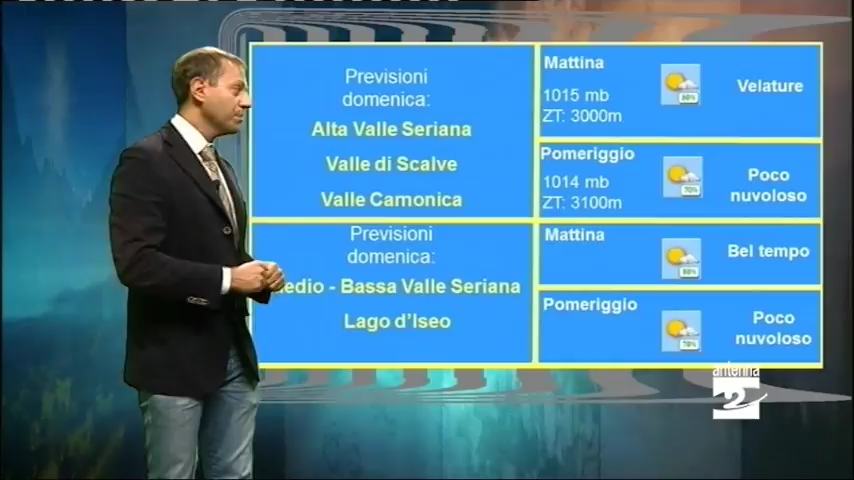 Previsioni
domenica:
Alta Valle Seriana
Valle di Scalve
Valle Camonica
Mattina
1015 mb
ZT: 3000m
Velature
Pomeriggio
1014 mb
ZT: 3100m
70%
Poco
nuvoloso
Previsioni
domenica:
- Bassa Valle Seriana
Lago d'Iseo
Mattina
Bel tempo
Pomeriggio
70%
Poco
nuvoloso
antenna
2